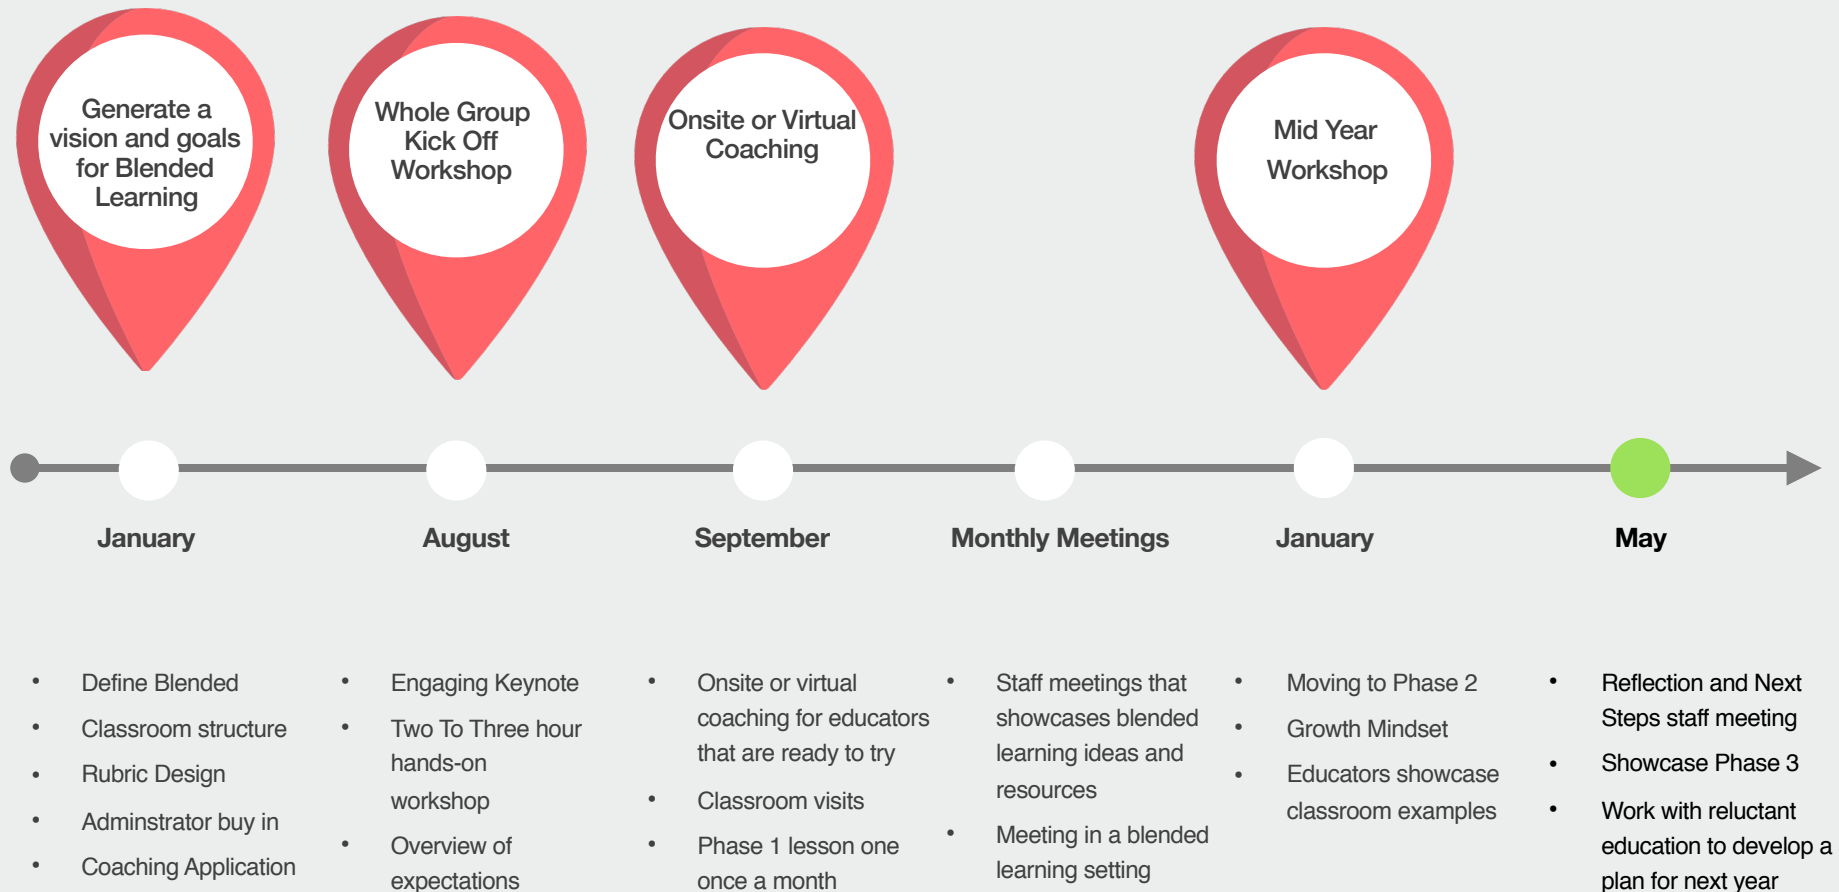 Generate a
vision and goals
for Blended
Learning
Whole Group
Kick Off
Workshop
Onsite or Virtual
Coaching
Mid Year
Workshop
January
August
September
Monthly Meetings
January
May
• Define Blended
• Classroom structure
• Rubric Design
• Adminstrator buy in
• Coaching Application
• Engaging Keynote
• Two To Three hour
hands-on
workshop
• Overview of
expectations
• Onsite or virtual
coaching for educators
that are ready to try
• Classroom visits
• Phase 1 lesson one
once a month
• Staff meetings that
showcases blended
learning ideas and
resources
• Meeting in a blended
learning setting
• Moving to Phase 2
• Growth Mindset
• Educators showcase
classroom examples
• Reflection and Next
Steps staff meeting
• Showcase Phase 3
• Work with reluctant
education to develop a
plan for next year